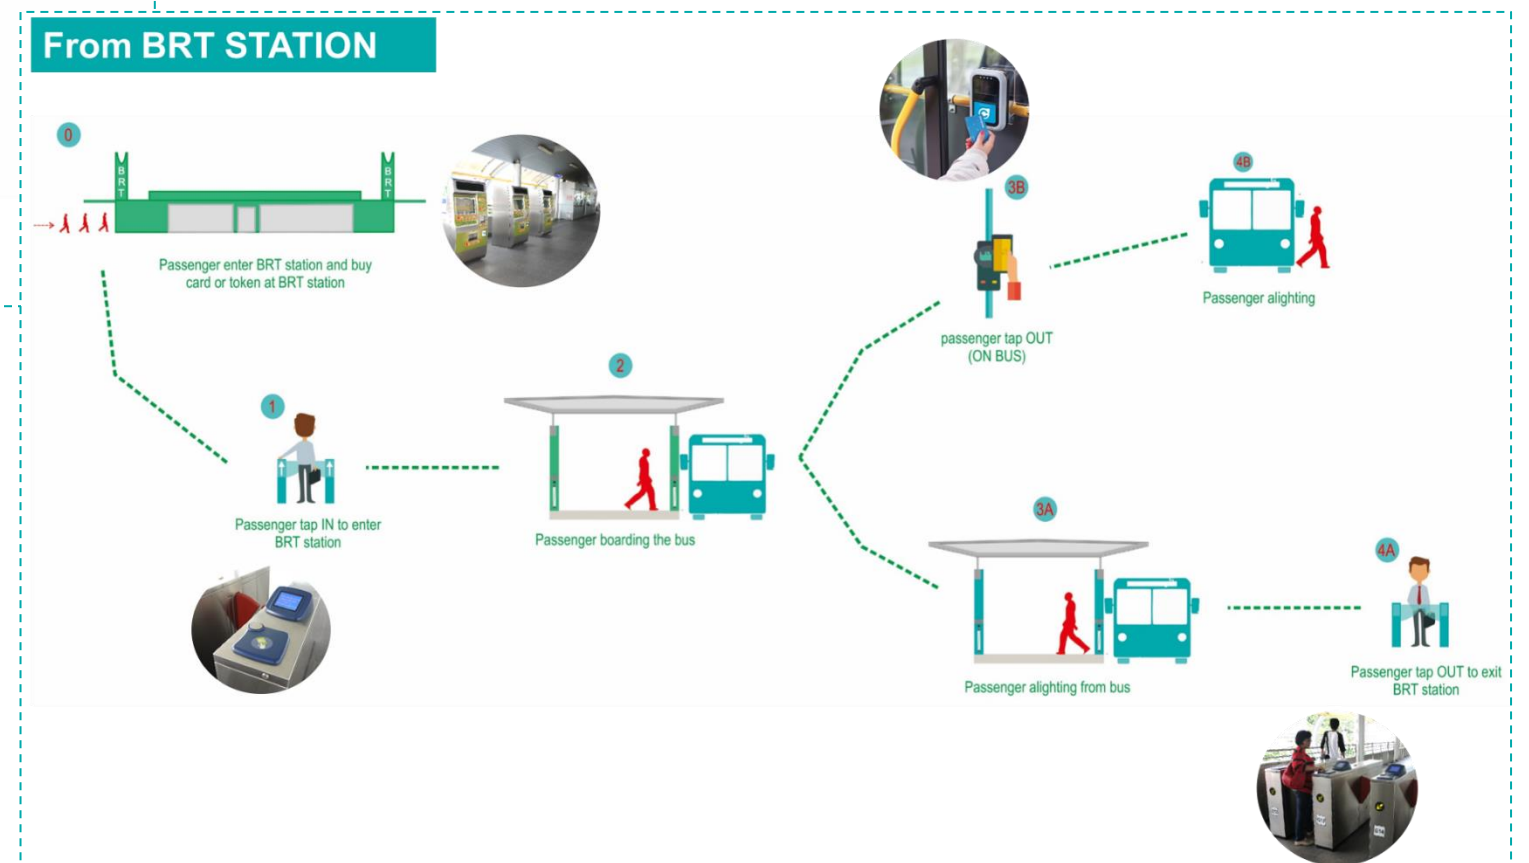 From BRT STATION
0
BRT
BRT
Passenger enter BRT station and buy
card or token at BRT station
1
Passenger tap IN to enter
BRT station
2
Passenger boarding the bus
3B
passenger tap OUT
(ON BUS)
4B
Passenger alighting
3A
Passenger alighting from bus
4A
Passenger tap OUT to exit
BRT station